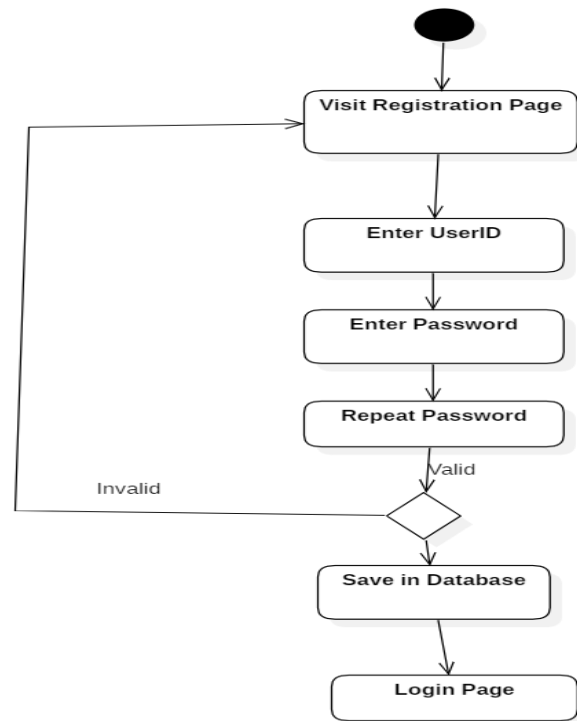 Visit Registration Page
Enter UserID
Enter Password
Repeat Password
Valid
Invalid
Save in Database
Login Page